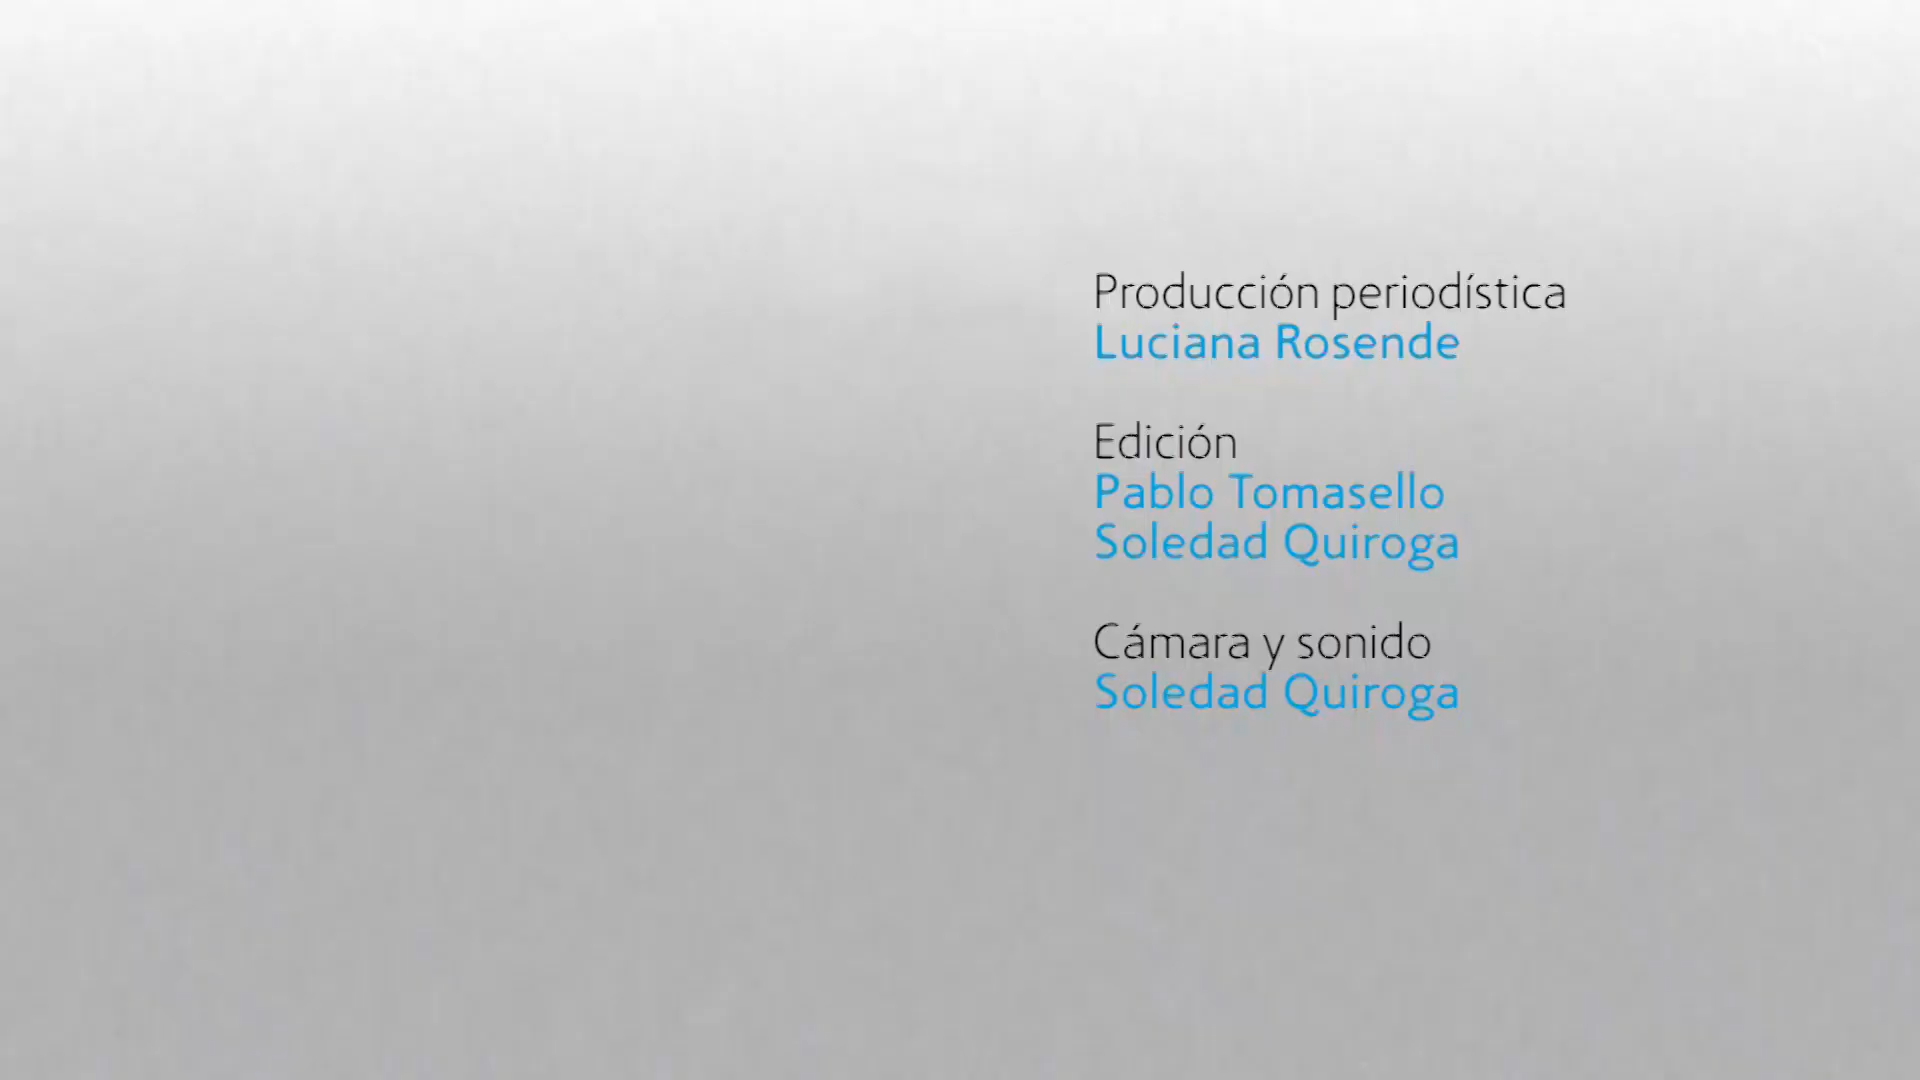 Producción periodística
Luciana Rosende
Edición
Pablo Tomasello
Soledad Quiroga
Cámara y sonido
Soledad Quiroga